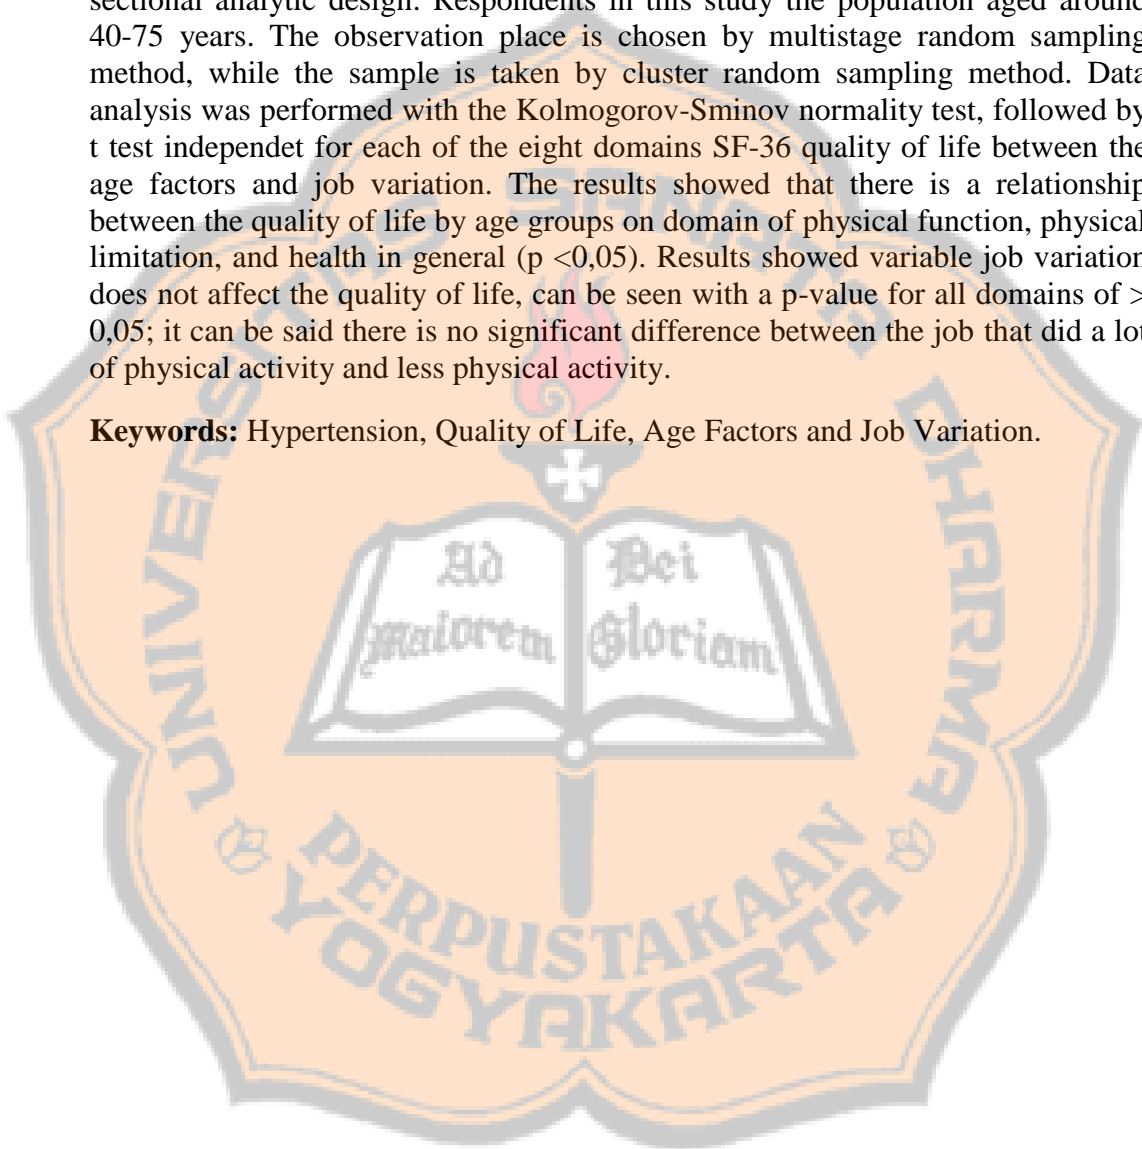 sectional analytic design. Respondents in this study the population aged around
40-75 years. The observation place is chosen by multistage random sampling
method, while the sample is taken by cluster random sampling method. Data
analysis was performed with the Kolmogorov-Sminov normality test, followed by
t test independet for each of the eight domains SF-36 quality of life between the
age factors and job variation. The results showed that there is a relationship
between the quality of life by age groups on domain of physical function, physical
limitation, and health in general (p <0,05). Results showed variable job variation
does not affect the quality of life, can be seen with a p-value for all domains of >
0,05; it can be said there is no significant difference between the job that did a lot
of physical activity and less physical activity.
Keywords: Hypertension, Quality of Life, Age Factors and Job Variation.
UNIVERSITAS SANATA DHARMA
Ad Dei
maiorem Gloriam
PERPUSTAKAAN
YOGYAKARTA